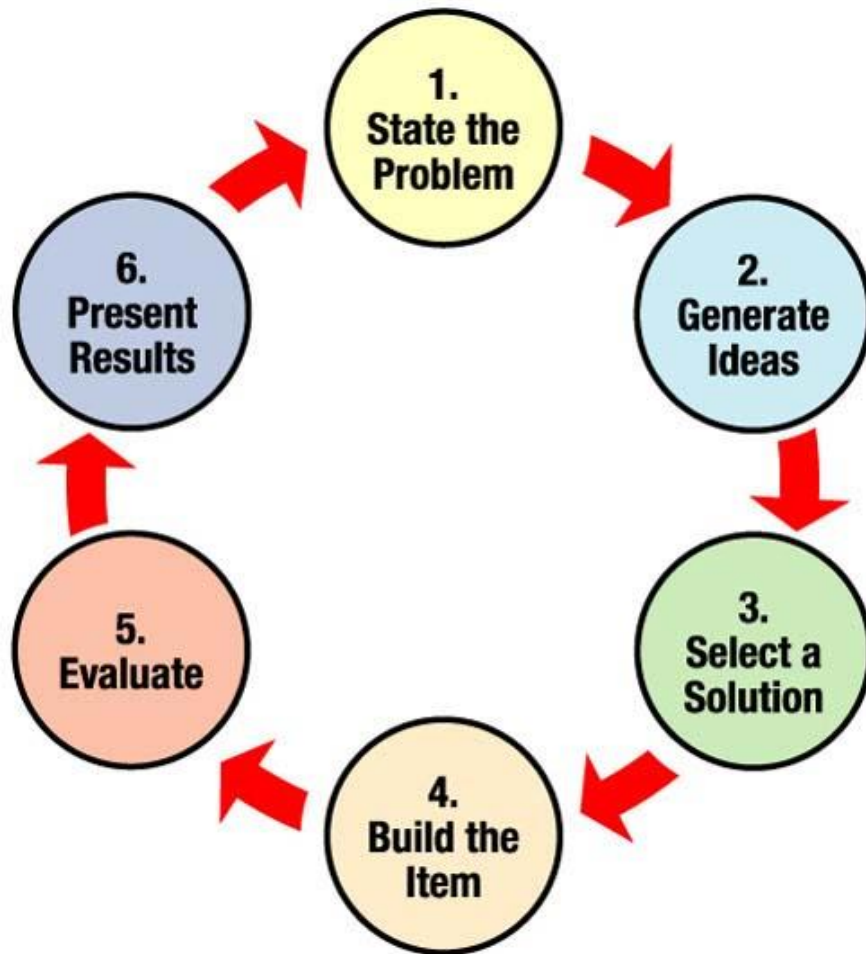 1.
State the
Problem
2.
Generate
Ideas
3.
Select a
Solution
4.
Build the
Item
5.
Evaluate
6.
Present
Results